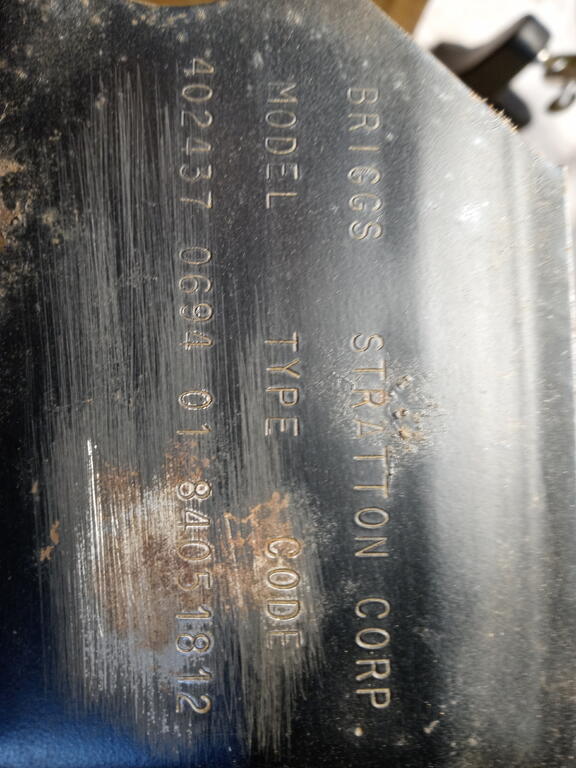 BRIGGS STRATTON CORP
MODEL TYPE CODE
402437 0694 01 84051812